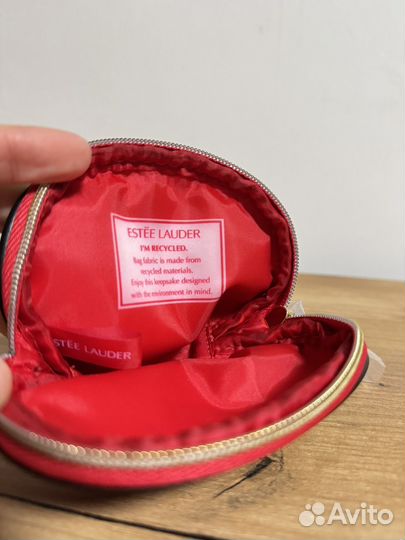 ESTĒE LAUDER
I'M RECYCLED.
Bag fabric is made from
recycled materials.
Enjoy this keepsake designed
with the environment in mind.
ESTĒE LAUDER
Avito